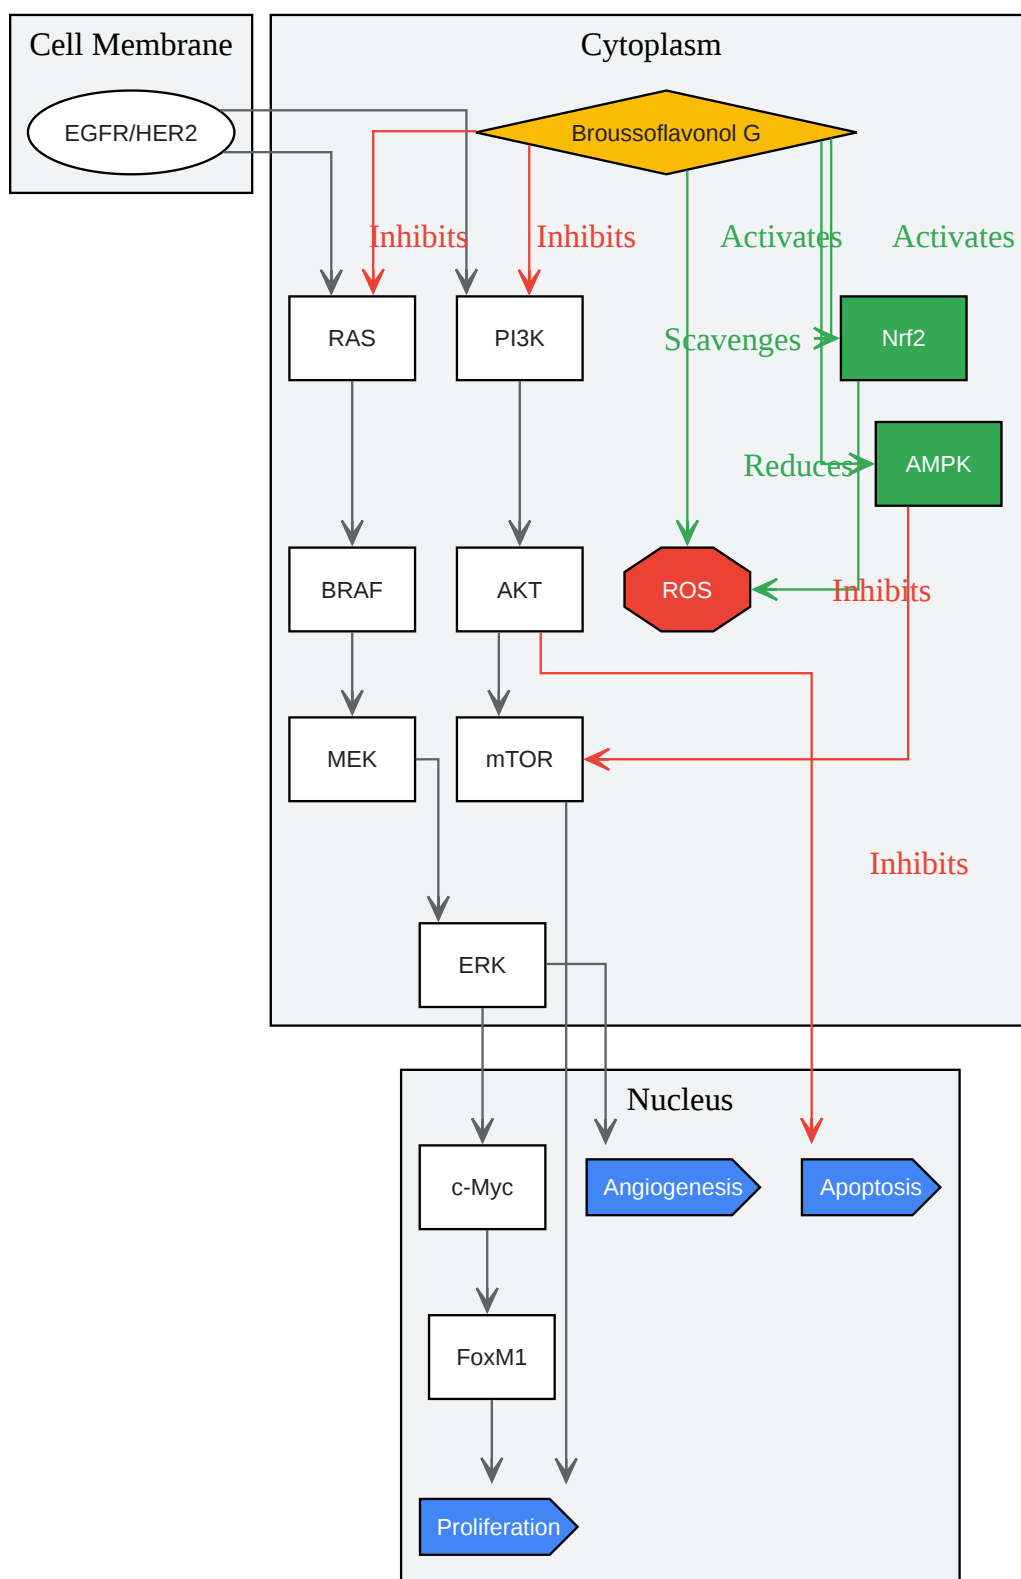 Cell Membrane
Cytoplasm
EGFR/HER2
Broussoflavonol G
Inhibits
Inhibits
Activates
Activates
RAS
PI3K
Scavenges
Nrf2
Reduces
AMPK
BRAF
AKT
ROS
Inhibits
MEK
mTOR
Inhibits
ERK
Nucleus
c-Myc
Angiogenesis
Apoptosis
FoxM1
Proliferation